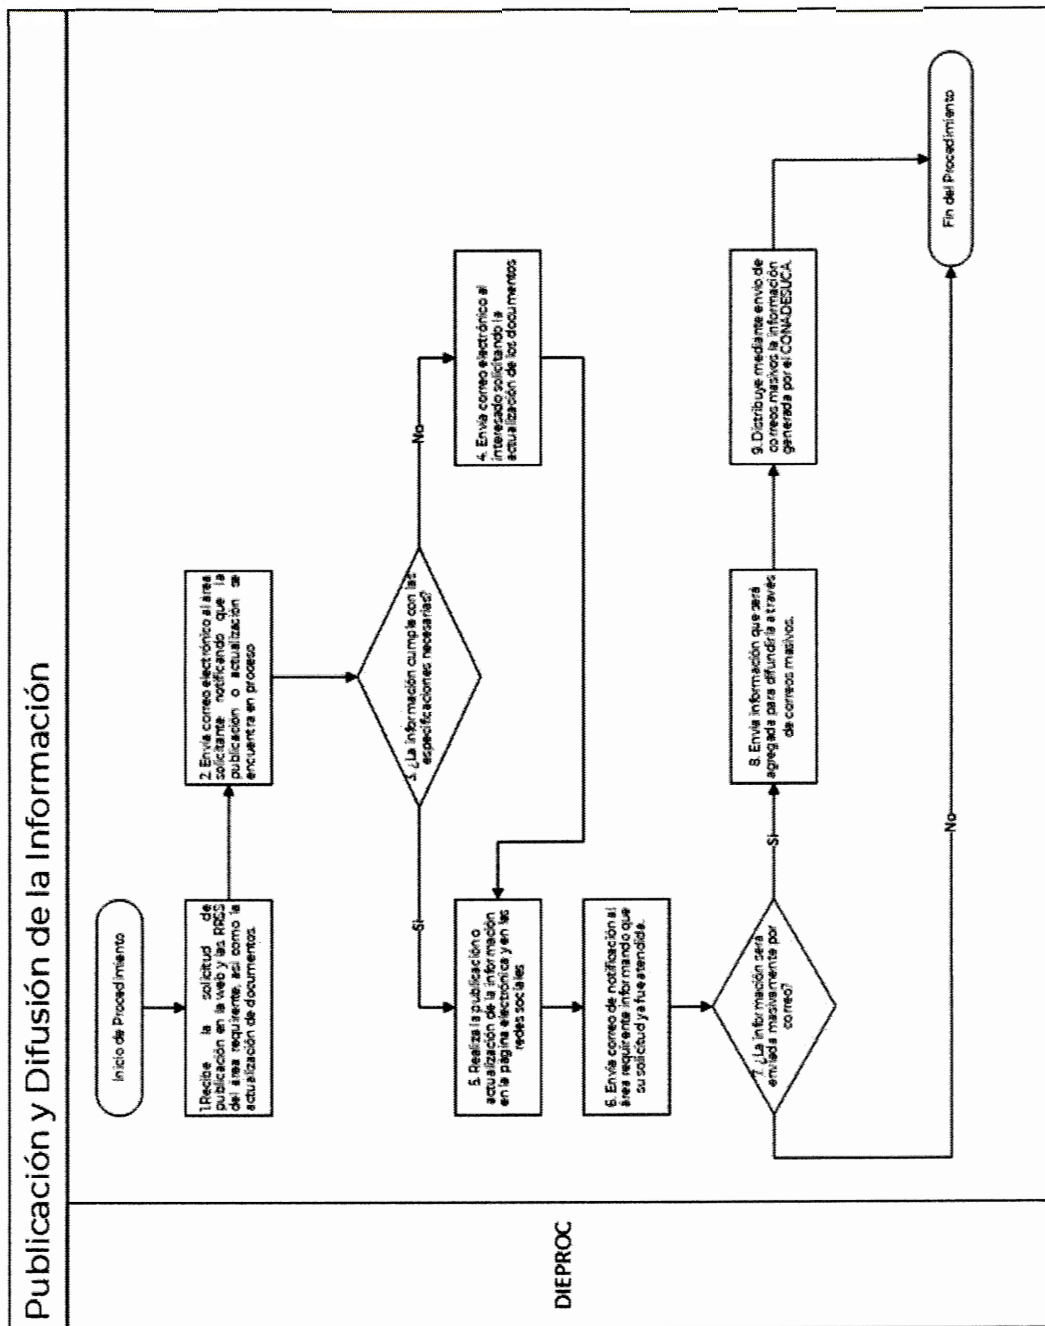 Publicación y Difusión de la Información
DIEPROC
Inicio de Procedimiento
1.Recibe la solicitud de
publicación en la web y las RRSS
del área requirente, así como la
actualización de documentos.
2. Envía correo electrónico al área
solicitante notificando que la
publicación o actualización se
encuentra en proceso
3. ¿La información cumple con las
especificaciones necesarias?
No
4. Envía correo electrónico al
interesado solicitando la
actualización de los documentos
Si
5. Realiza la publicación o
actualización de la información
en la página electrónica y en las
redes sociales
6. Envía correo de notificación al
área requirente informando que
su solicitud ya fue atendida.
7. ¿La información será
enviada masivamente por
correo?
Si
8. Envía información que será
agregada para difundirla a través
de correos masivos.
9. Distribuye mediante envío de
correos masivos la información
generada por el CONADESUCA.
No
Fin del Procedimiento